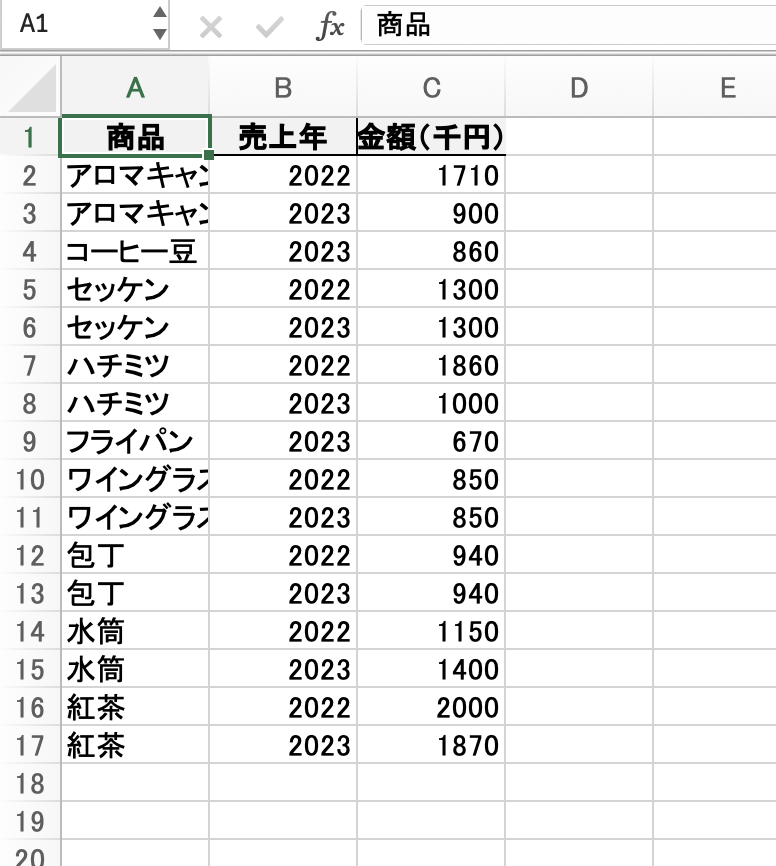 A1 fx 商品
A B C D E
1 商品 売上年 金額(千円)
2 アロマキャン 2022 1710
3 アロマキャン 2023 900
4 コーヒー豆 2023 860
5 セッケン 2022 1300
6 セッケン 2023 1300
7 ハチミツ 2022 1860
8 ハチミツ 2023 1000
9 フライパン 2023 670
10 ワイングラス 2022 850
11 ワイングラス 2023 850
12 包丁 2022 940
13 包丁 2023 940
14 水筒 2022 1150
15 水筒 2023 1400
16 紅茶 2022 2000
17 紅茶 2023 1870
18
19
20